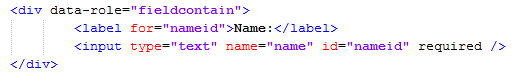 <div data-role="fieldcontain">
<label for="nameid">Name:</label>
<input type="text" name="name" id="nameid" required />
</div>